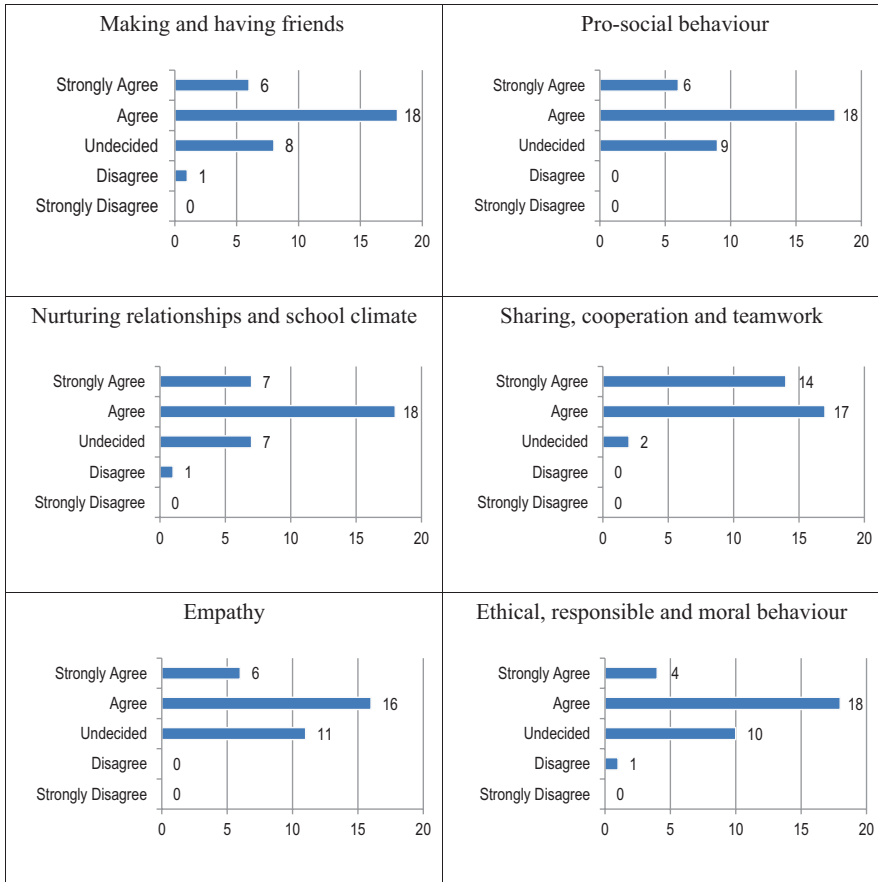 Making and having friends
Strongly Agree 6
Agree 18
Undecided 8
Disagree 1
Strongly Disagree 0
0 5 10 15 20
Pro-social behaviour
Strongly Agree 6
Agree 18
Undecided 9
Disagree 0
Strongly Disagree 0
0 5 10 15 20
Nurturing relationships and school climate
Strongly Agree 7
Agree 18
Undecided 7
Disagree 1
Strongly Disagree 0
0 5 10 15 20
Sharing, cooperation and teamwork
Strongly Agree 14
Agree 17
Undecided 2
Disagree 0
Strongly Disagree 0
0 5 10 15 20
Empathy
Strongly Agree 6
Agree 16
Undecided 11
Disagree 0
Strongly Disagree 0
0 5 10 15 20
Ethical, responsible and moral behaviour
Strongly Agree 4
Agree 18
Undecided 10
Disagree 1
Strongly Disagree 0
0 5 10 15 20